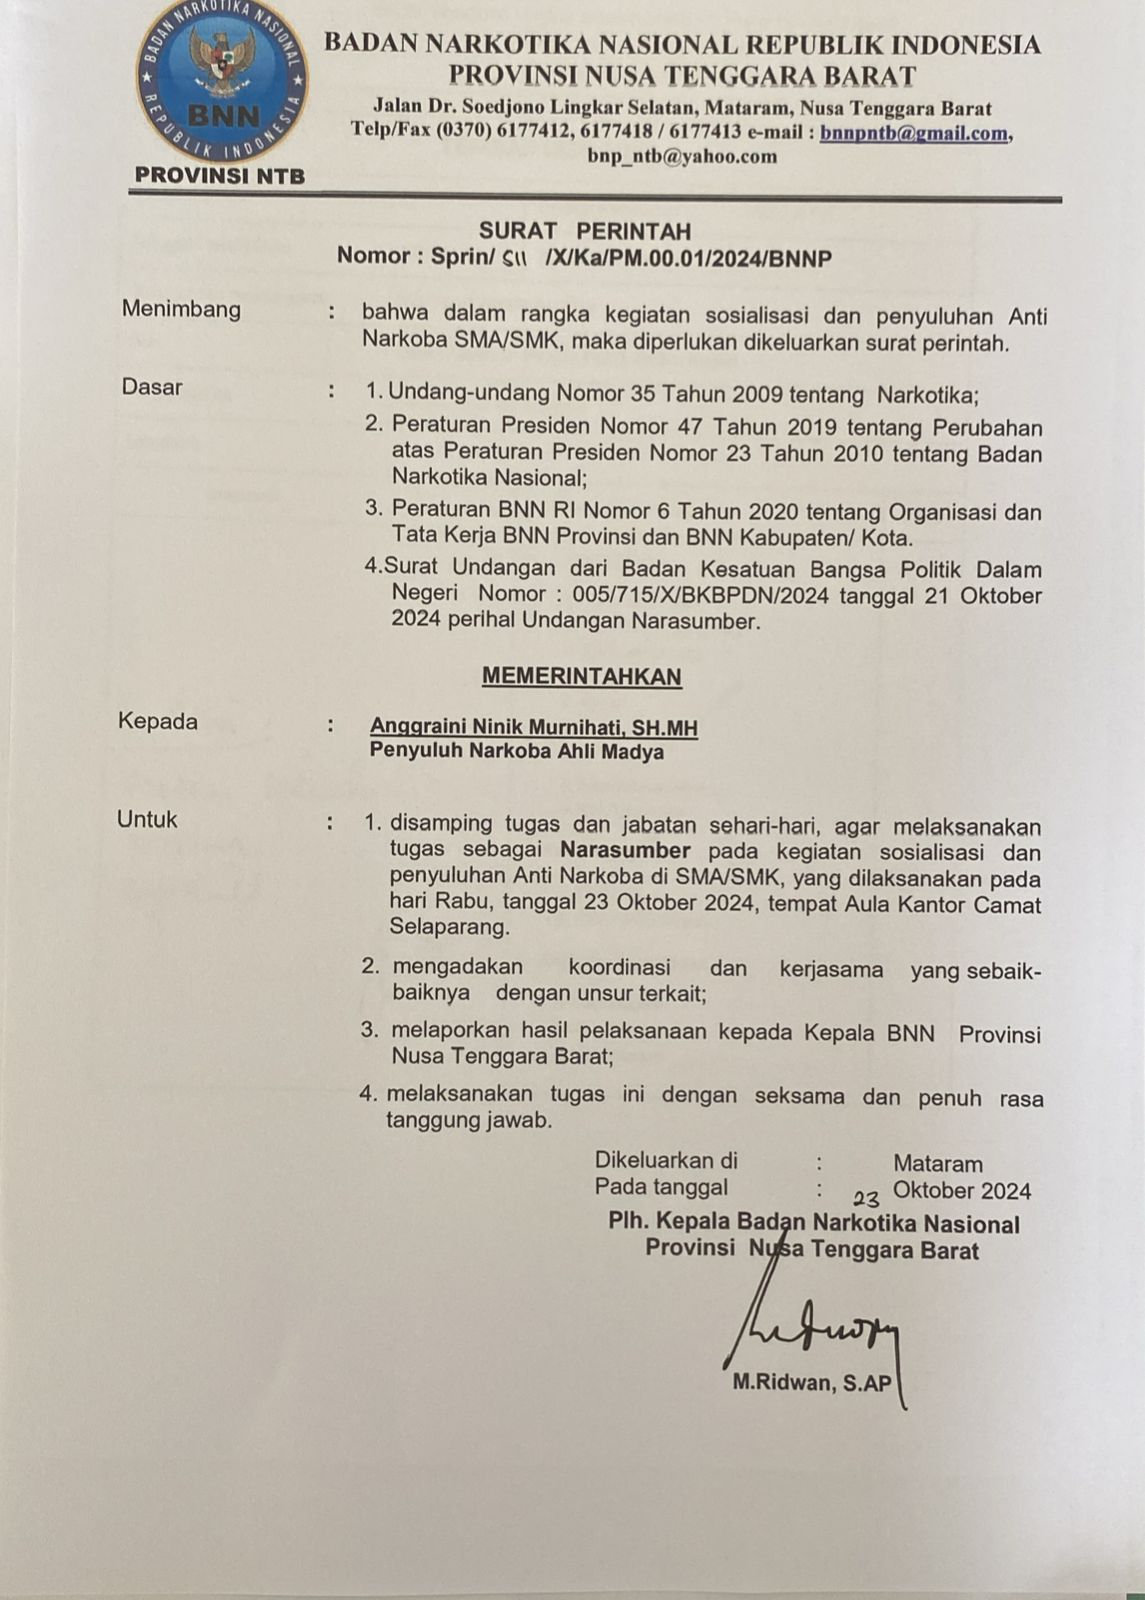 BADAN NARKOTIKA NASIONAL
BNN
REPUBLIK INDONESIA
PROVINSI NTB
BADAN NARKOTIKA NASIONAL REPUBLIK INDONESIA
PROVINSI NUSA TENGGARA BARAT
Jalan Dr. Soedjono Lingkar Selatan, Mataram, Nusa Tenggara Barat
Telp/Fax (0370) 6177412, 6177418 / 6177413 e-mail : bnnpntb@gmail.com,
bnp_ntb@yahoo.com
SURAT PERINTAH
Nomor : Sprin/ 511 /X/Ka/PM.00.01/2024/BNNP
Menimbang : bahwa dalam rangka kegiatan sosialisasi dan penyuluhan Anti
Narkoba SMA/SMK, maka diperlukan dikeluarkan surat perintah.
Dasar : 1. Undang-undang Nomor 35 Tahun 2009 tentang Narkotika;
2. Peraturan Presiden Nomor 47 Tahun 2019 tentang Perubahan
atas Peraturan Presiden Nomor 23 Tahun 2010 tentang Badan
Narkotika Nasional;
3. Peraturan BNN RI Nomor 6 Tahun 2020 tentang Organisasi dan
Tata Kerja BNN Provinsi dan BNN Kabupaten/ Kota.
4.Surat Undangan dari Badan Kesatuan Bangsa Politik Dalam
Negeri Nomor : 005/715/X/BKBPDN/2024 tanggal 21 Oktober
2024 perihal Undangan Narasumber.
MEMERINTAHKAN
Kepada : Anggraini Ninik Murnihati, SH.MH
Penyuluh Narkoba Ahli Madya
Untuk : 1. disamping tugas dan jabatan sehari-hari, agar melaksanakan
tugas sebagai Narasumber pada kegiatan sosialisasi dan
penyuluhan Anti Narkoba di SMA/SMK, yang dilaksanakan pada
hari Rabu, tanggal 23 Oktober 2024, tempat Aula Kantor Camat
Selaparang.
2. mengadakan koordinasi dan kerjasama yang sebaik-
baiknya dengan unsur terkait;
3. melaporkan hasil pelaksanaan kepada Kepala BNN Provinsi
Nusa Tenggara Barat;
4. melaksanakan tugas ini dengan seksama dan penuh rasa
tanggung jawab.
Dikeluarkan di : Mataram
Pada tanggal : 23 Oktober 2024
Plh. Kepala Badan Narkotika Nasional
Provinsi Nusa Tenggara Barat
M.Ridwan, S.AP